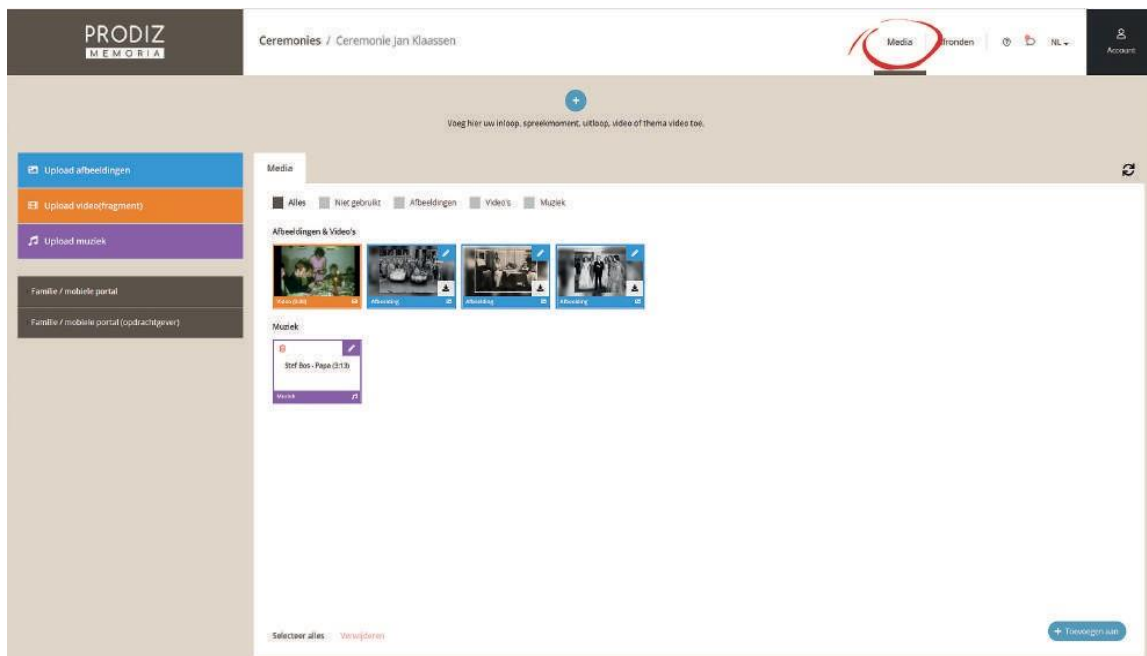 PRODIZ
MEMORIA
Ceremonies / Ceremonie Jan Klaassen
Media
fronden
NL
Account
Voeg hier uw inloop, spreekmoment, uitloop, video of thema video toe.
Upload afbeeldingen
Upload video(fragment)
Upload muziek
Familie / mobiele portal
Familie / mobiele portal (opdrachtgever)
Media
Alles Niet gebruikt Afbeeldingen Video's Muziek
Afbeeldingen & Video's
Afbeelding Afbeelding Afbeelding
Muziek
Stef Bos - Papa (3:13)
Muziek
Selecteer alles Verwijderen
+ Toevoegen aan